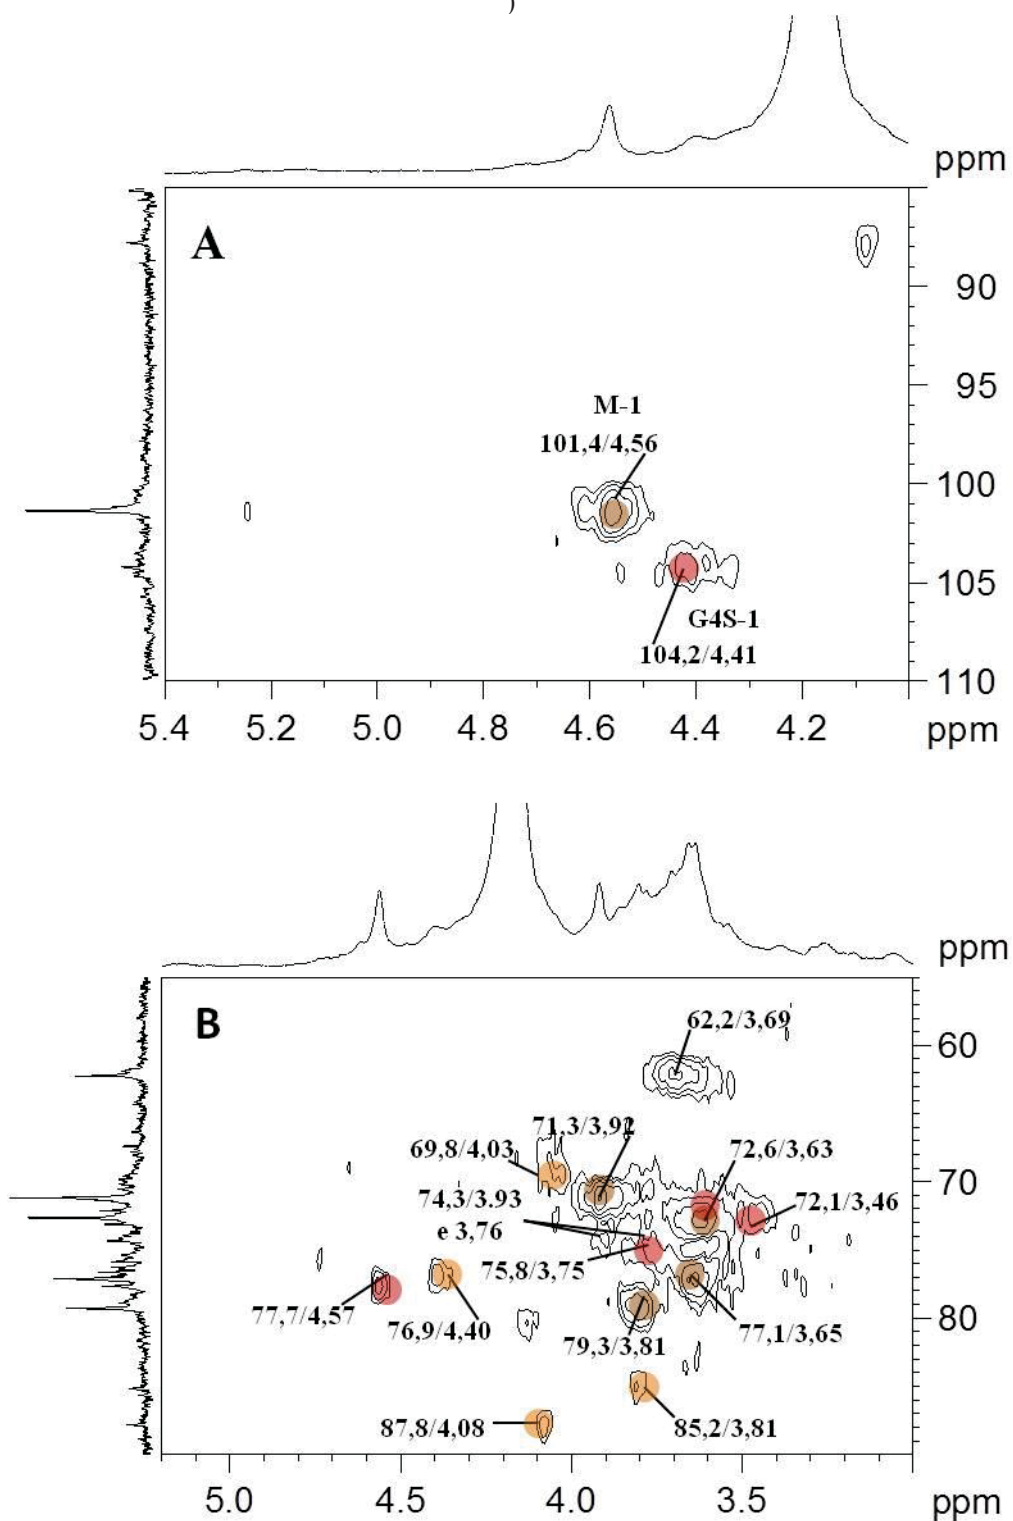 )
ppm
A
90
95
M-1
101,4/4,56
100
105
G4S-1
104,2/4,41
110
5.4 5.2 5.0 4.8 4.6 4.4 4.2 ppm
ppm
B
62,2/3,69
60
71,3/3,92
69,8/4,03
72,6/3,63
70
74,3/3.93
e 3,76
72,1/3,46
75,8/3,75
77,7/4,57
76,9/4,40
79,3/3,81
77,1/3,65
80
87,8/4,08
85,2/3,81
5.0 4.5 4.0 3.5 ppm